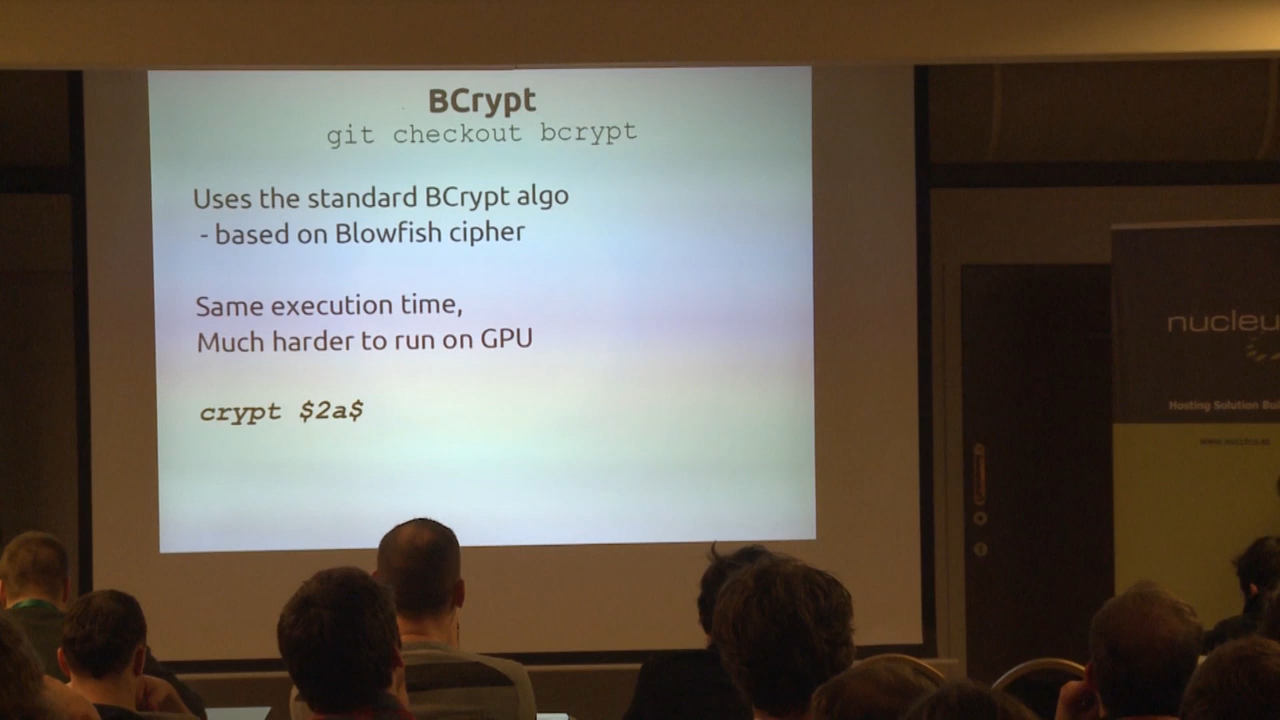 BCrypt
git checkout bcrypt
Uses the standard BCrypt algo
- based on Blowfish cipher
Same execution time,
Much harder to run on GPU
crypt $2a$
nucleu
Hosting Solution Bu